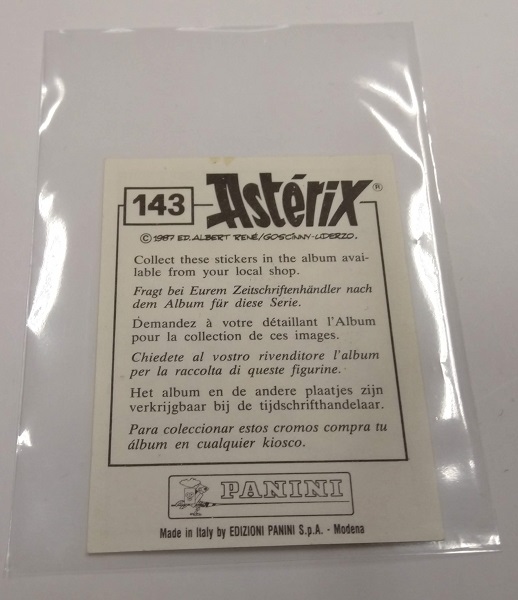 143
Astérix®
© 1987 ED. ALBERT RENÉ/GOSCINNY-UDERZO.
Collect these stickers in the album avai-
lable from your local shop.
Fragt bei Eurem Zeitschriftenhändler nach
dem Album für diese Serie.
Demandez à votre détaillant l'Album
pour la collection de ces images.
Chiedete al vostro rivenditore l'album
per la raccolta di queste figurine.
Het album en de andere plaatjes zijn
verkrijgbaar bij de tijdschrifthandelaar.
Para coleccionar estos cromos compra tu
álbum en cualquier kiosco.
PANINI
Made in Italy by EDIZIONI PANINI S.p.A. - Modena